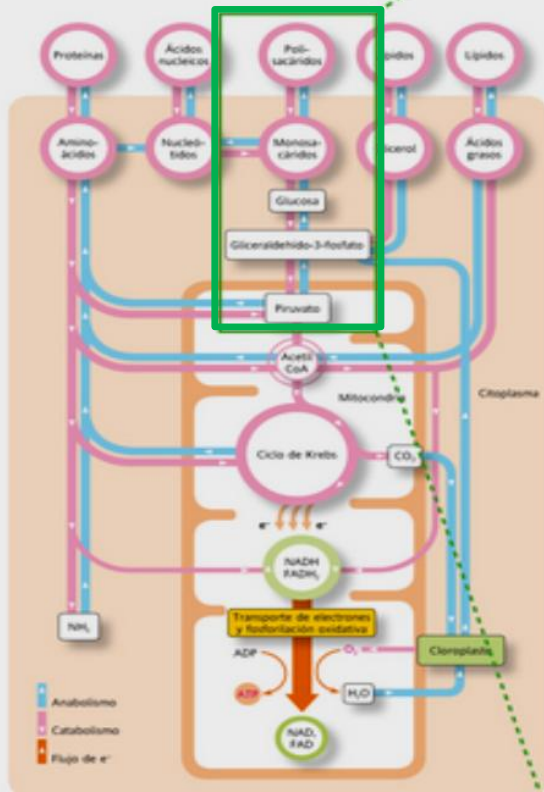 Proteínas
Ácidos
nucleicos
Poli-
sacáridos
Lípidos
Amino-
ácidos
Nucleó-
tidos
Monosa-
cáridos
licerol
Ácidos
grasos
Glucosa
Gliceraldehído-3-fosfato
Piruvato
Acetil
CoA
Mitocondria
Citoplasma
Ciclo de Krebs
CO₂
e⁻
e⁻
NADH
FADH₂
NH₃
Transporte de electrones
y fosforilación oxidativa
ADP
O₂
Cloroplasto
ATP
H₂O
Anabolismo
Catabolismo
Flujo de e⁻
NAD,
FAD